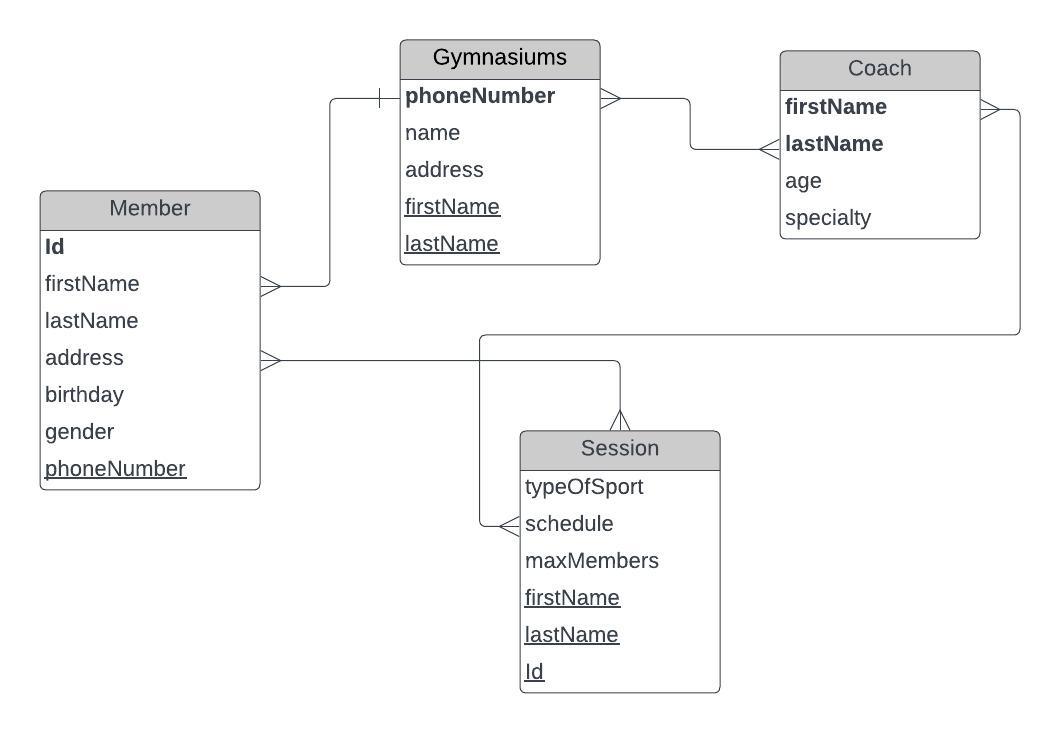 Gymnasiums
phoneNumber
name
address
firstName
lastName
Coach
firstName
lastName
age
specialty
Member
Id
firstName
lastName
address
birthday
gender
phoneNumber
Session
typeOfSport
schedule
maxMembers
firstName
lastName
Id